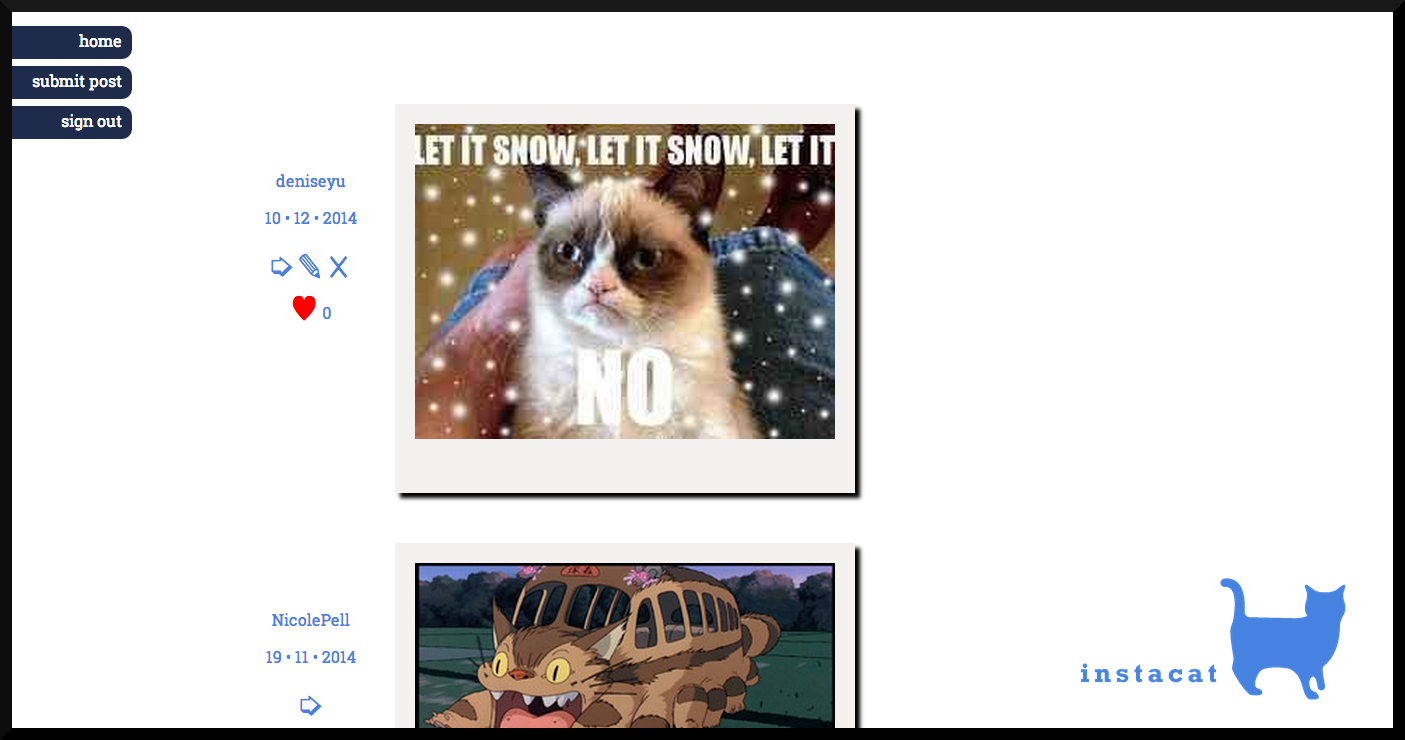 home
submit post
sign out
deniseyu
10 • 12 • 2014
0
LET IT SNOW, LET IT SNOW, LET IT
NO
NicolePell
19 • 11 • 2014
instacat